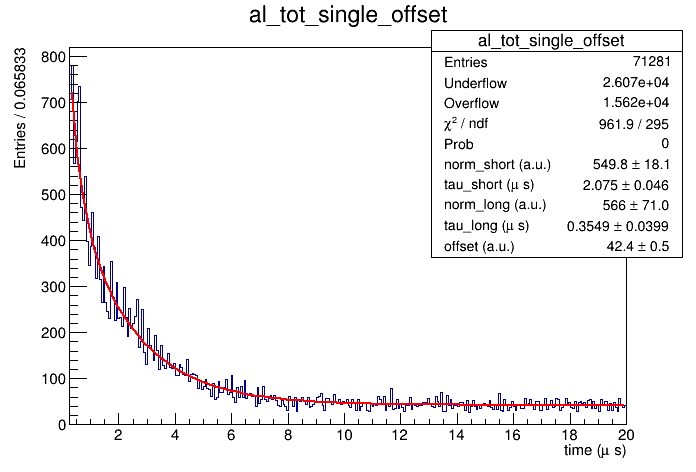 al_tot_single_offset
al_tot_single_offset
Entries 71281
Underflow 2.607e+04
Overflow 1.562e+04
χ² / ndf 961.9 / 295
Prob 0
norm_short (a.u.) 549.8 ± 18.1
tau_short (μ s) 2.075 ± 0.046
norm_long (a.u.) 566 ± 71.0
tau_long (μ s) 0.3549 ± 0.0399
offset (a.u.) 42.4 ± 0.5
Entries / 0.065833
800
700
600
500
400
300
200
100
0
2 4 6 8 10 12 14 16 18 20
time (μ s)